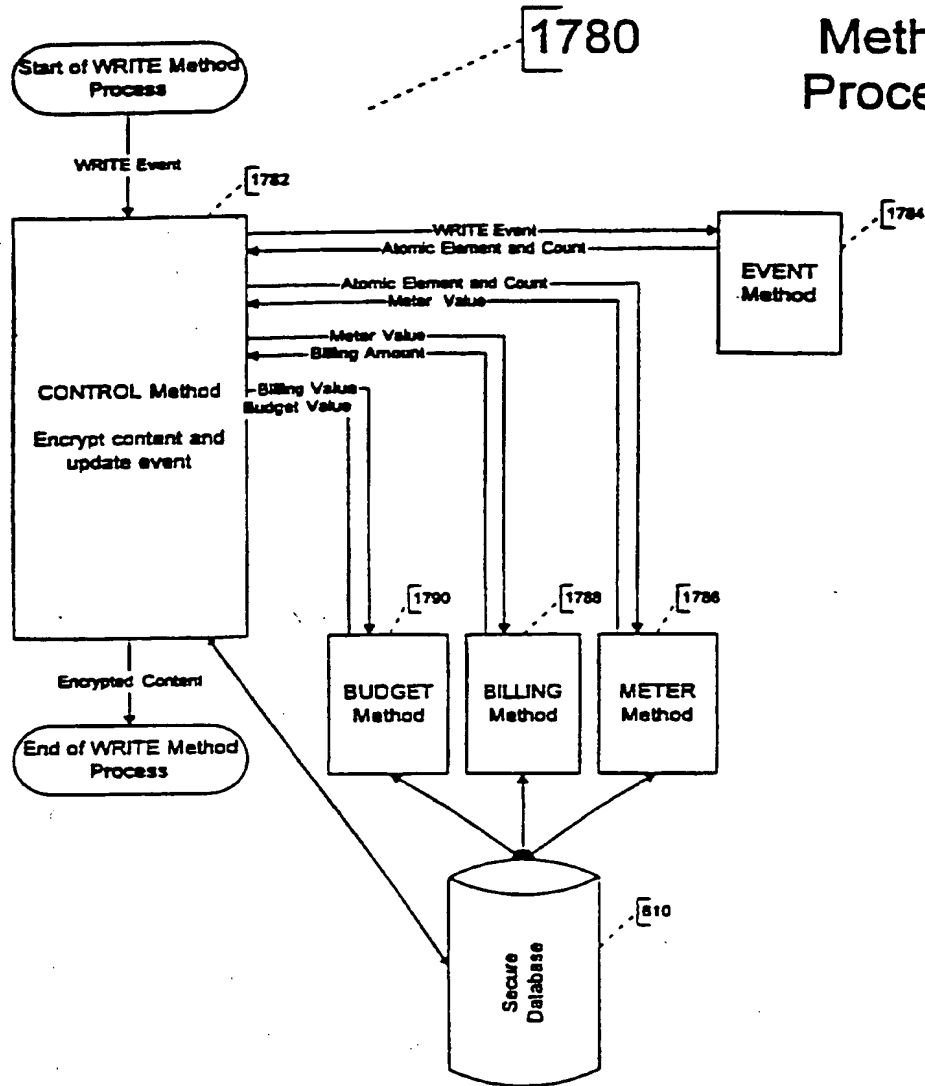 1780
Meth
Proce
Start of WRITE Method
Process
WRITE Event
1782
WRITE Event
Atomic Element and Count
1784
EVENT
Method
Atomic Element and Count
Meter Value
Meter Value
Billing Amount
Billing Value
Budget Value
CONTROL Method
Encrypt content and
update event
1790
1788
1786
BUDGET
Method
BILLING
Method
METER
Method
Encrypted Content
End of WRITE Method
Process
610
Secure
Database